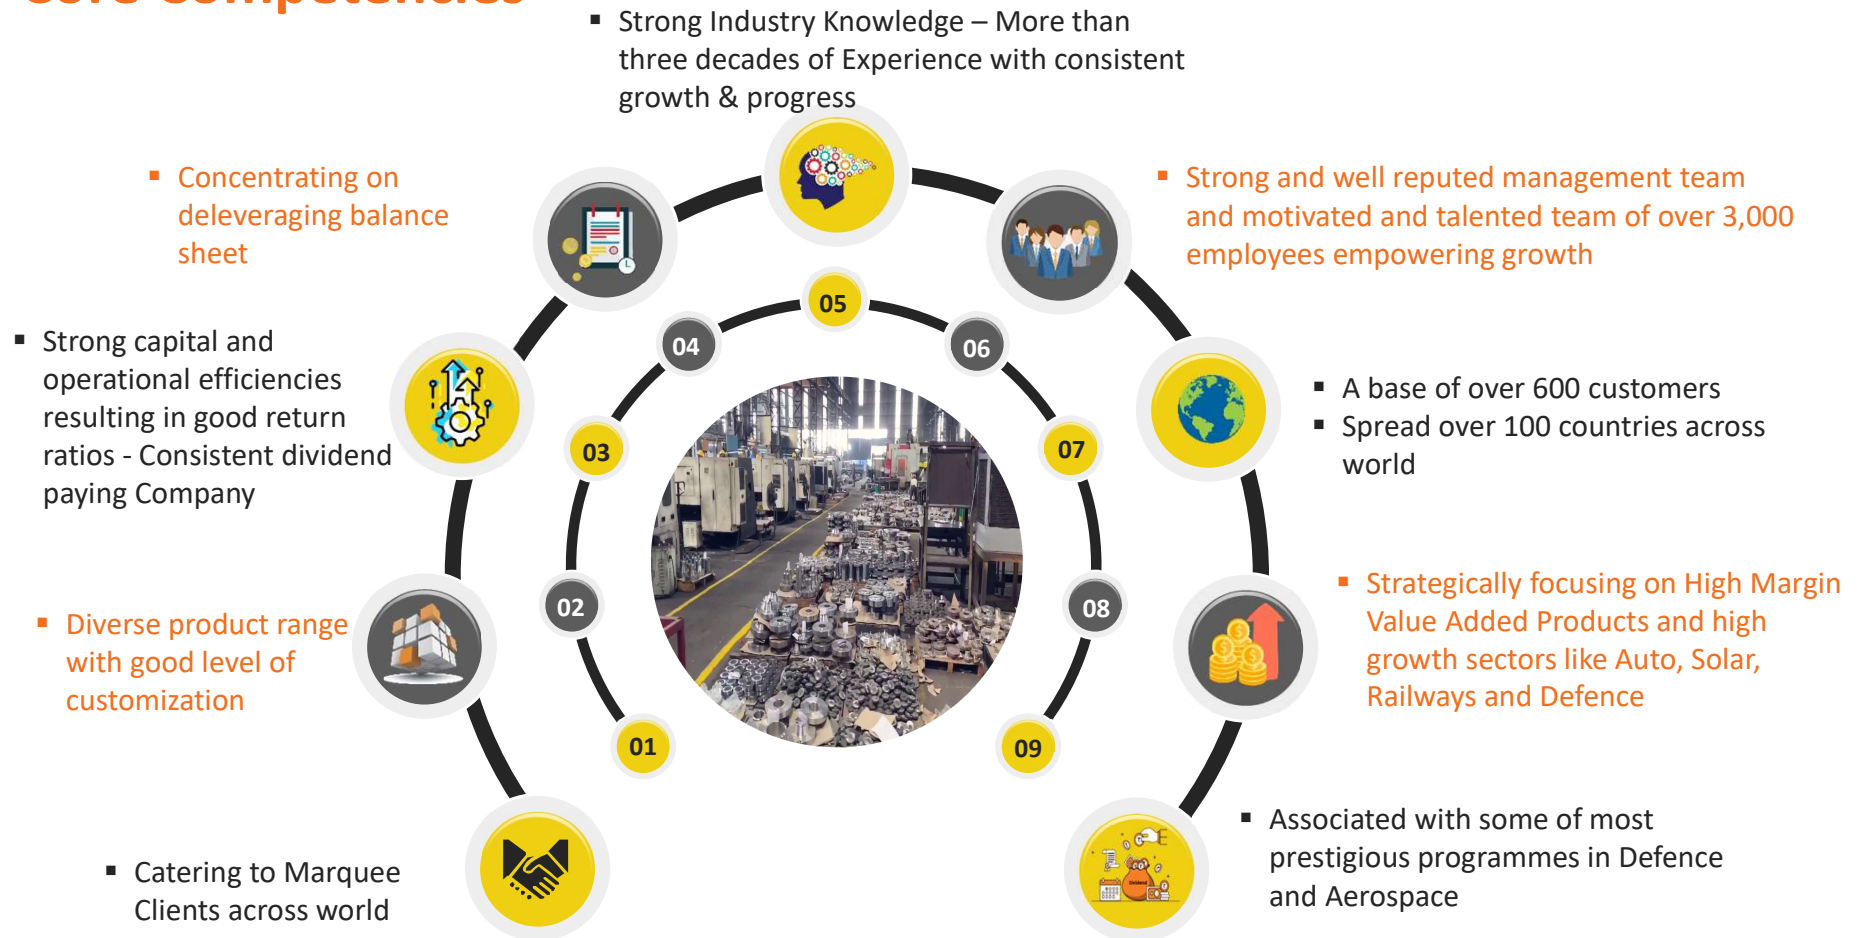 Core Competencies
▪ Strong Industry Knowledge – More than
three decades of Experience with consistent
growth & progress
▪ Concentrating on
deleveraging balance
sheet
▪ Strong and well reputed management team
and motivated and talented team of over 3,000
employees empowering growth
▪ Strong capital and
operational efficiencies
resulting in good return
ratios - Consistent dividend
paying Company
▪ A base of over 600 customers
▪ Spread over 100 countries across
world
▪ Diverse product range
with good level of
customization
▪ Strategically focusing on High Margin
Value Added Products and high
growth sectors like Auto, Solar,
Railways and Defence
▪ Catering to Marquee
Clients across world
▪ Associated with some of most
prestigious programmes in Defence
and Aerospace
01
02
03
04
05
06
07
08
09
Dividend